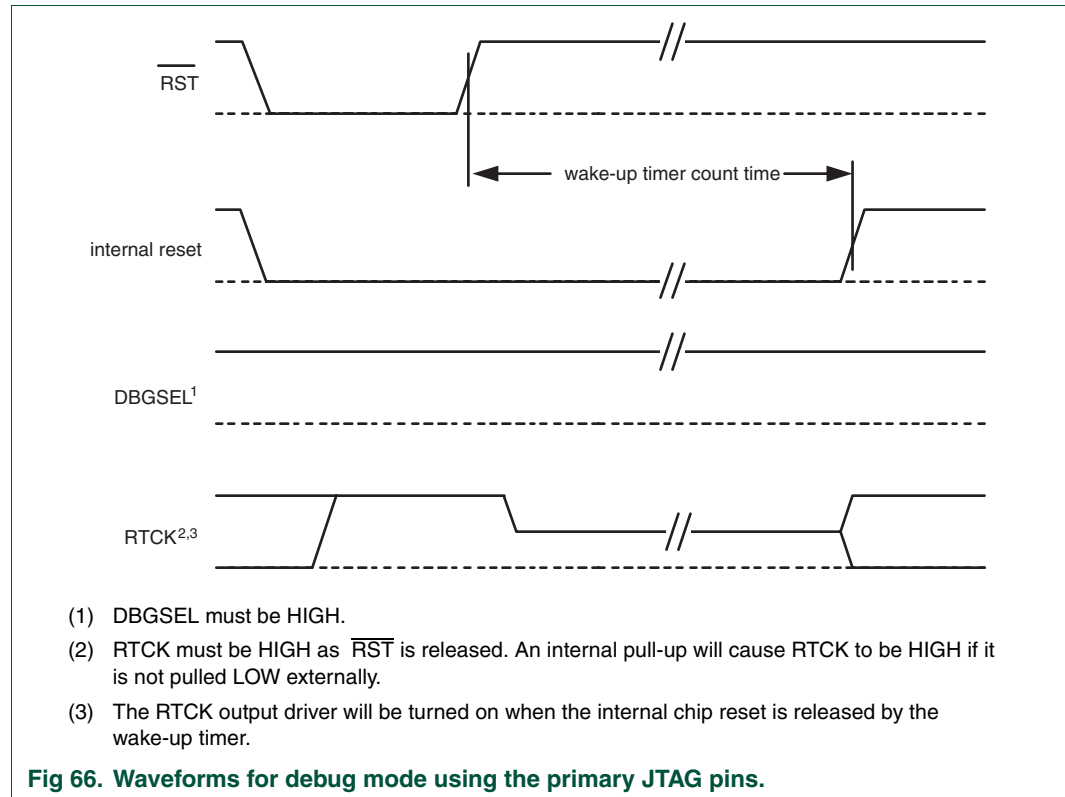 RST
wake-up timer count time
internal reset
DBGSEL1
RTCK2,3
(1) DBGSEL must be HIGH.
(2) RTCK must be HIGH as RST is released. An internal pull-up will cause RTCK to be HIGH if it
is not pulled LOW externally.
(3) The RTCK output driver will be turned on when the internal chip reset is released by the
wake-up timer.
Fig 66. Waveforms for debug mode using the primary JTAG pins.